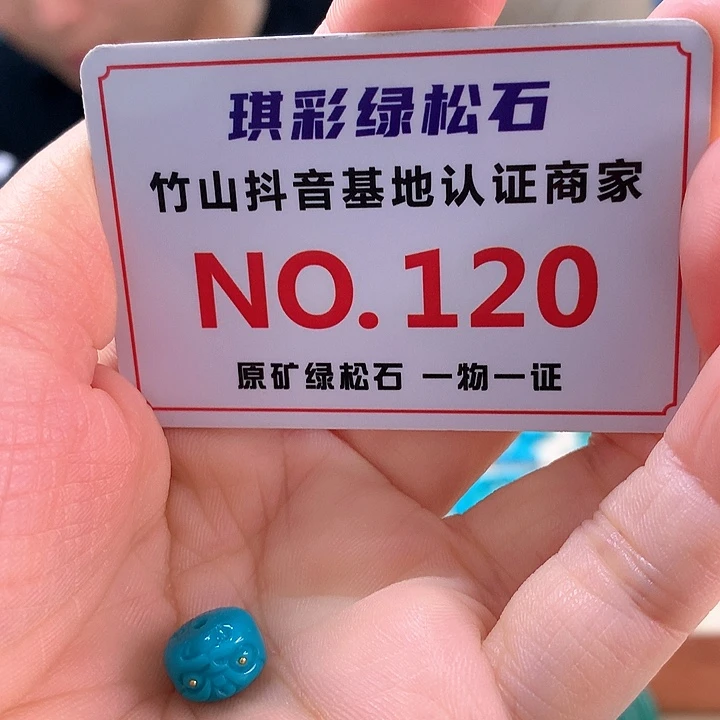 琪彩绿松石
竹山抖音基地认证商家
NO.120
原矿绿松石 一物一证